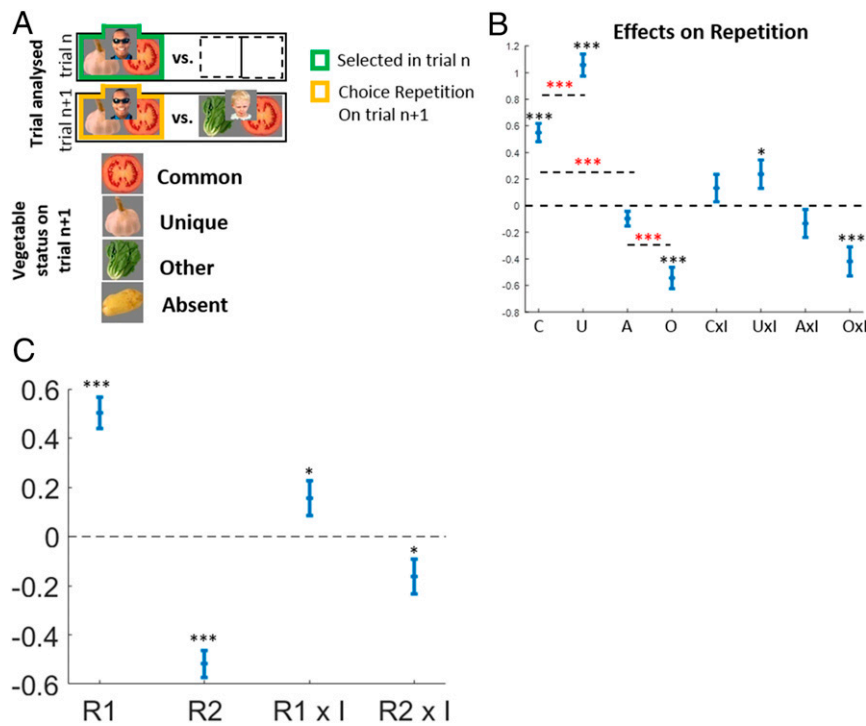 A
Trial analysed
trial n
vs.
trial n+1
vs.
Selected in trial n
Choice Repetition
On trial n+1
Vegetable
status on
trial n+1
Common
Unique
Other
Absent
B
Effects on Repetition
1.2
1
0.8
0.6
0.4
0.2
0
-0.2
-0.4
-0.6
-0.8
***
***
***
***
***
***
*
***
C U A O CxI UxI AxI OxI
C
0.6
0.4
0.2
0
-0.2
-0.4
-0.6
***
***
*
*
R1 R2 R1 x I R2 x I